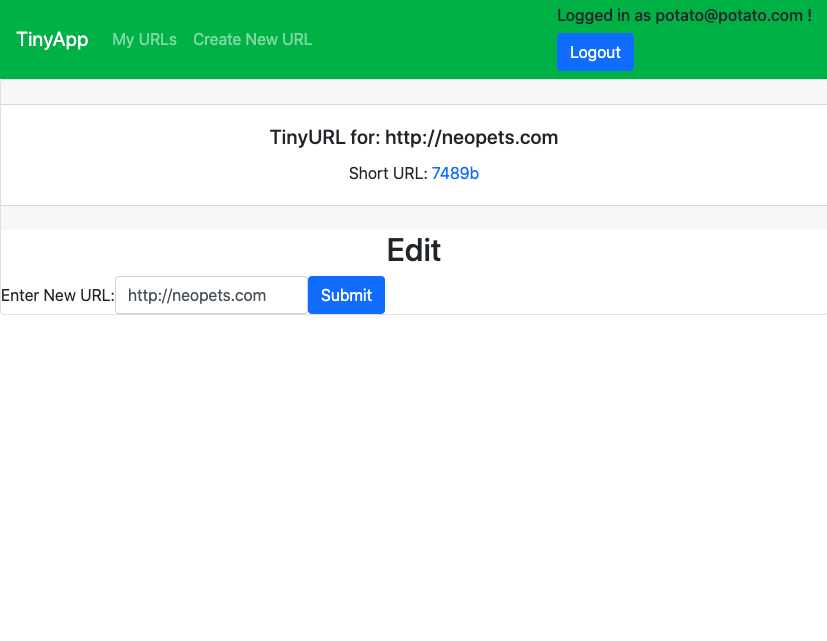 TinyApp My URLs Create New URL
Logged in as potato@potato.com !
Logout
TinyURL for: http://neopets.com
Short URL: 7489b
Edit
Enter New URL: http://neopets.com Submit